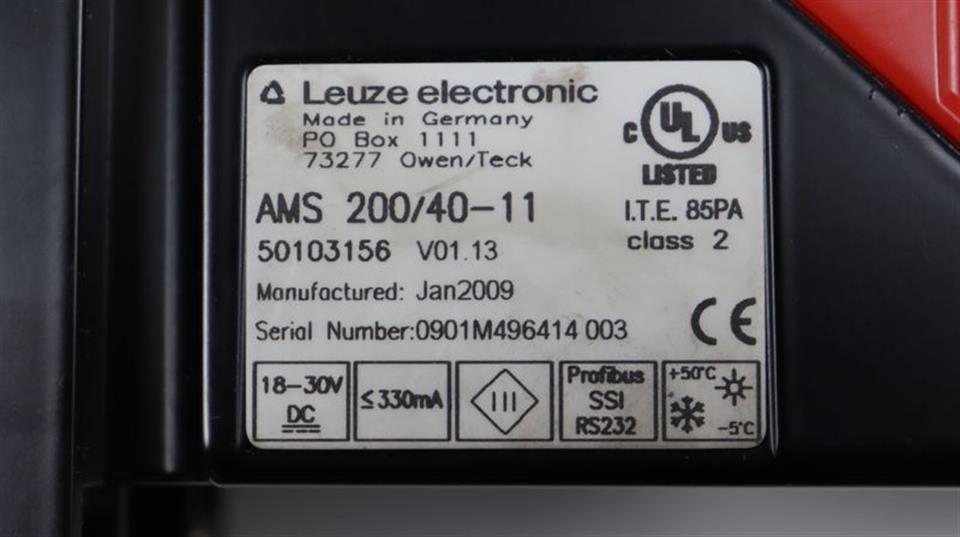 Leuze electronic
Made in Germany
PO Box 1111
73277 Owen/Teck
AMS 200/40-11
50103156 V01.13
Manufactured: Jan2009
Serial Number:0901M496414 003
C UL US
LISTED
I.T.E. 85PA
class 2
CE
18-30V
DC
≤330mA
III
Profibus
SSI
RS232
+50°C
-5°C